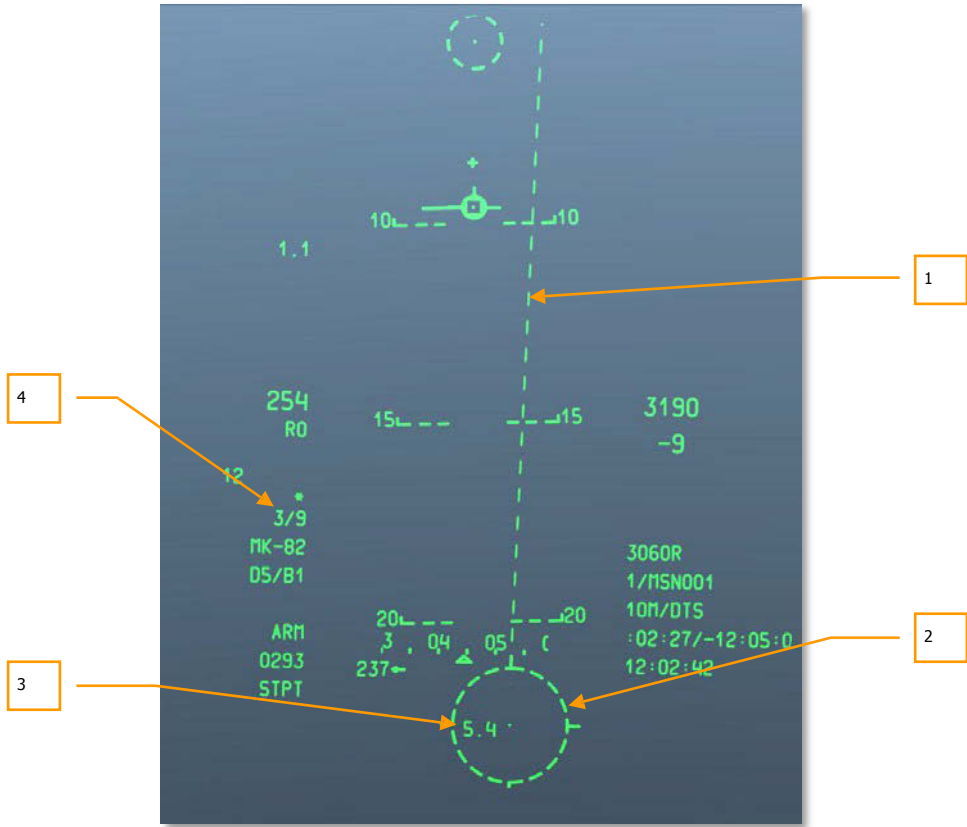 10 10
1.1
1
4
254 3190
RO 15 15 -9
12
3/9
MK-82 3060R
D5/B1 1/MSN001
20 20 10M/DTS
ARM 3 04 05 :02:27/-12:05:0 2
0293 237 12:02:42
3 STPT
5.4